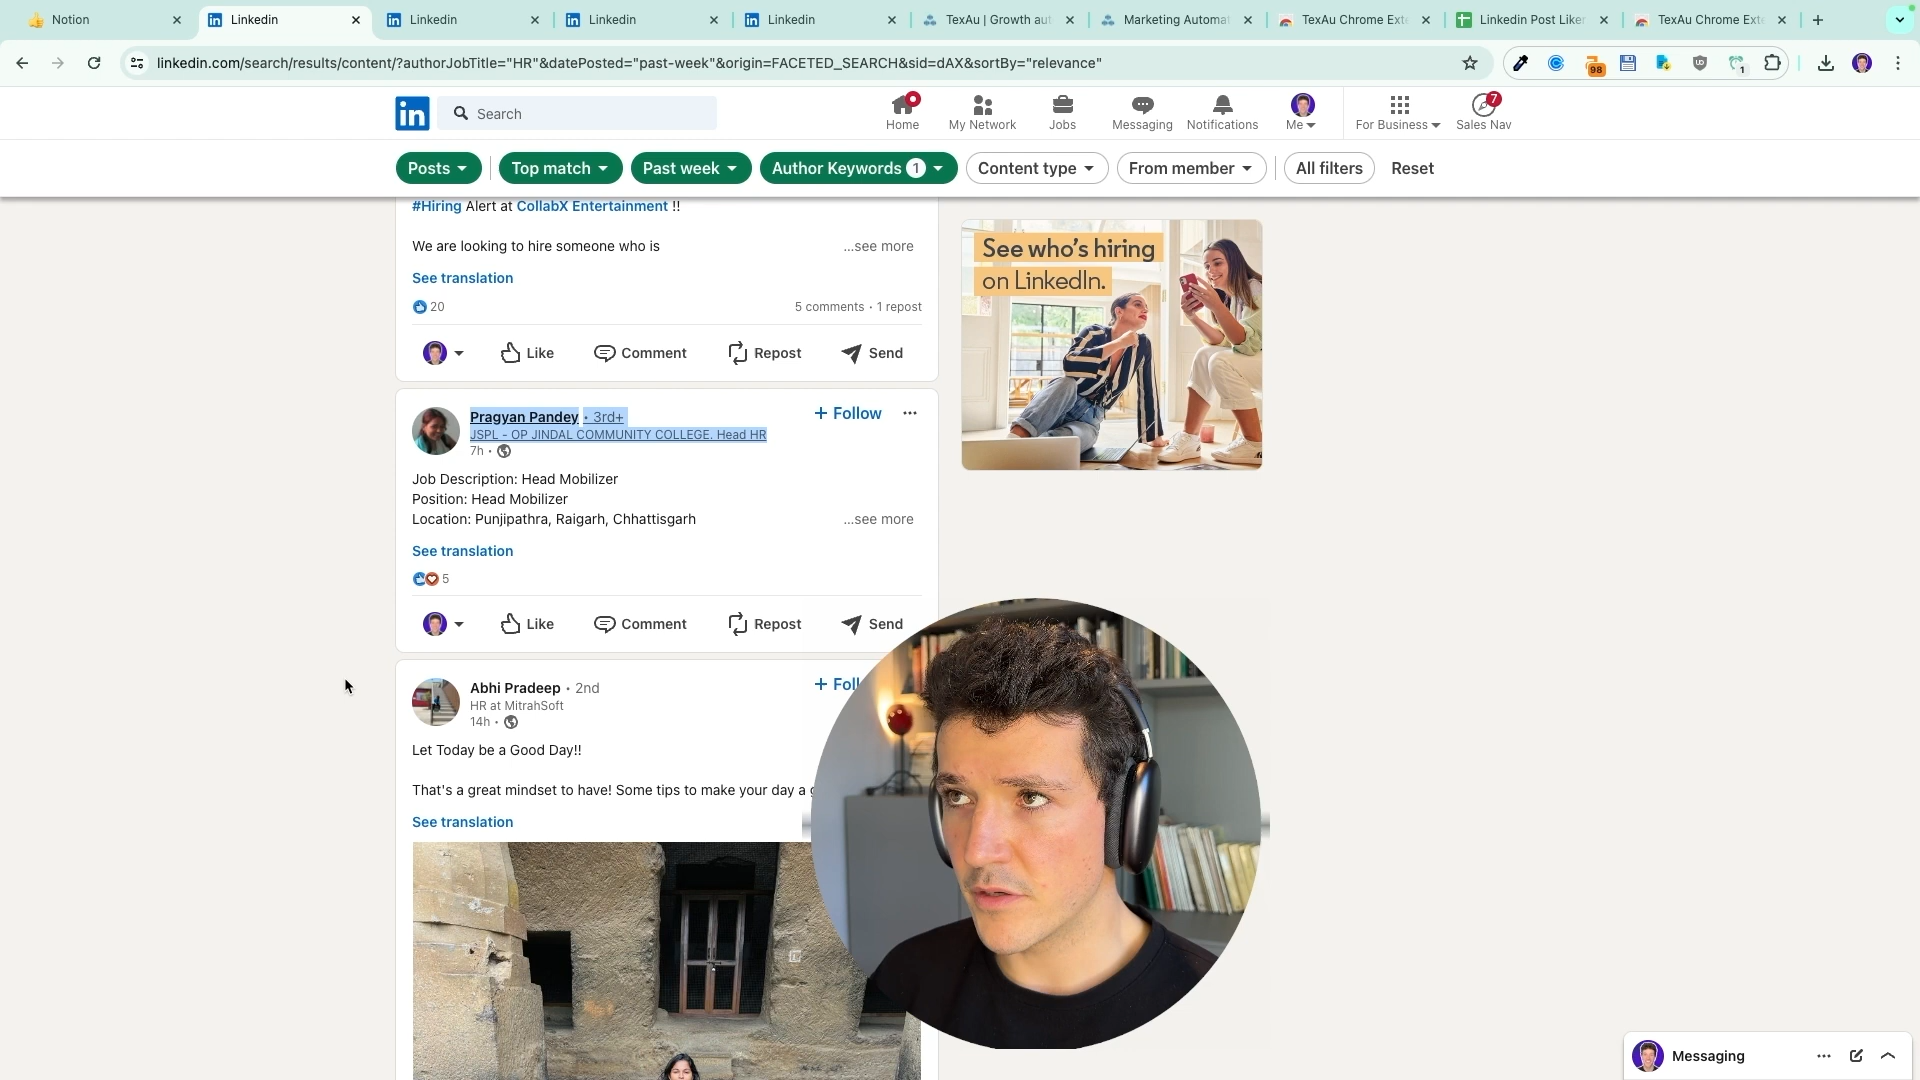 Notion
Linkedin
Linkedin
Linkedin
Linkedin
TexAu | Growth aut
Marketing Automat
TexAu Chrome Exte
Linkedin Post Liker
TexAu Chrome Exte
linkedin.com/search/results/content/?authorJobTitle="HR"&datePosted="past-week"&origin=FACETED_SEARCH&sid=dAX&sortBy="relevance"
98
1
in
Search
Home
My Network
Jobs
Messaging
Notifications
Me
For Business
7
Sales Nav
Posts
Top match
Past week
Author Keywords 1
Content type
From member
All filters
Reset
#Hiring Alert at CollabX Entertainment !!
We are looking to hire someone who is
...see more
See translation
20
5 comments • 1 repost
Like
Comment
Repost
Send
Pragyan Pandey • 3rd+
JSPL - OP JINDAL COMMUNITY COLLEGE. Head HR
7h •
+ Follow
Job Description: Head Mobilizer
Position: Head Mobilizer
Location: Punjipathra, Raigarh, Chhattisgarh
...see more
See translation
5
Like
Comment
Repost
Send
Abhi Pradeep • 2nd
HR at MitrahSoft
14h •
+ Foll
Let Today be a Good Day!!
That's a great mindset to have! Some tips to make your day a g
See translation
See who's hiring
on LinkedIn.
Messaging